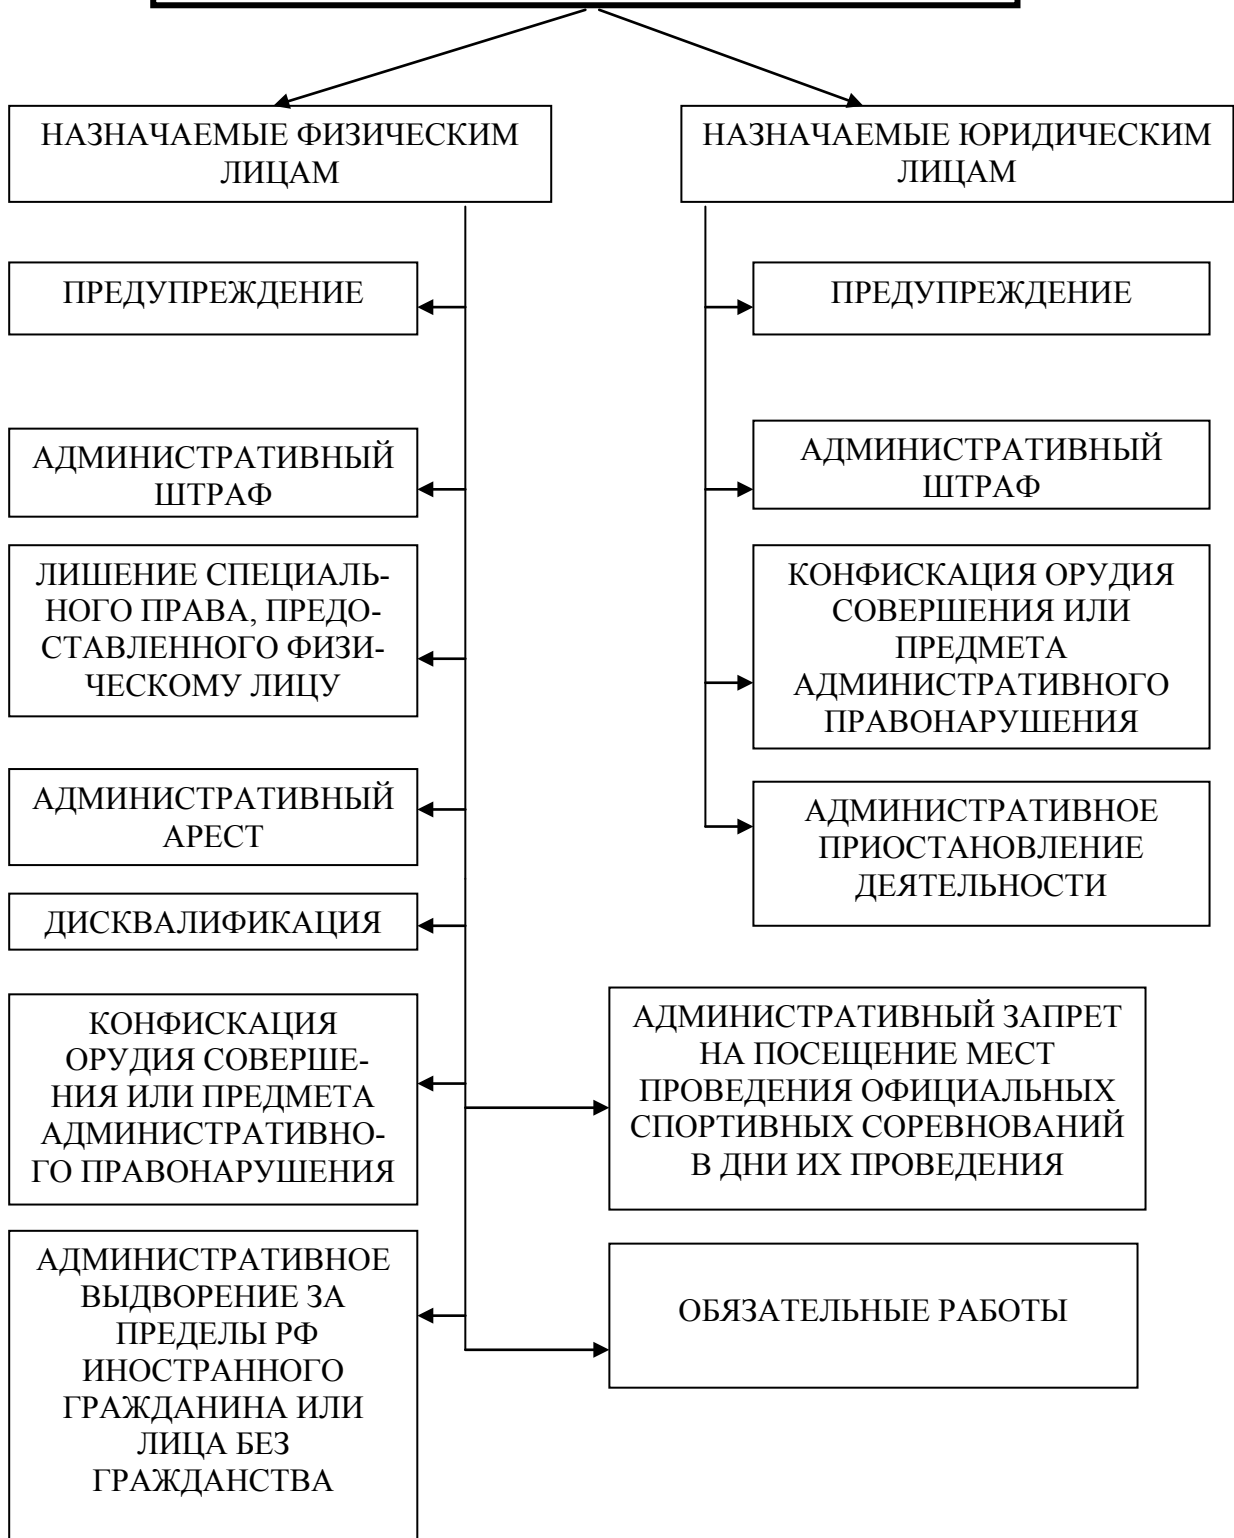 НАЗНАЧАЕМЫЕ ФИЗИЧЕСКИМ
ЛИЦАМ
НАЗНАЧАЕМЫЕ ЮРИДИЧЕСКИМ
ЛИЦАМ
ПРЕДУПРЕЖДЕНИЕ
ПРЕДУПРЕЖДЕНИЕ
АДМИНИСТРАТИВНЫЙ
ШТРАФ
АДМИНИСТРАТИВНЫЙ
ШТРАФ
ЛИШЕНИЕ СПЕЦИАЛЬ-
НОГО ПРАВА, ПРЕДО-
СТАВЛЕННОГО ФИЗИ-
ЧЕСКОМУ ЛИЦУ
КОНФИСКАЦИЯ ОРУДИЯ
СОВЕРШЕНИЯ ИЛИ
ПРЕДМЕТА
АДМИНИСТРАТИВНОГО
ПРАВОНАРУШЕНИЯ
АДМИНИСТРАТИВНЫЙ
АРЕСТ
АДМИНИСТРАТИВНОЕ
ПРИОСТАНОВЛЕНИЕ
ДЕЯТЕЛЬНОСТИ
ДИСКВАЛИФИКАЦИЯ
КОНФИСКАЦИЯ
ОРУДИЯ СОВЕРШЕ-
НИЯ ИЛИ ПРЕДМЕТА
АДМИНИСТРАТИВНО-
ГО ПРАВОНАРУШЕНИЯ
АДМИНИСТРАТИВНЫЙ ЗАПРЕТ
НА ПОСЕЩЕНИЕ МЕСТ
ПРОВЕДЕНИЯ ОФИЦИАЛЬНЫХ
СПОРТИВНЫХ СОРЕВНОВАНИЙ
В ДНИ ИХ ПРОВЕДЕНИЯ
АДМИНИСТРАТИВНОЕ
ВЫДВОРЕНИЕ ЗА
ПРЕДЕЛЫ РФ
ИНОСТРАННОГО
ГРАЖДАНИНА ИЛИ
ЛИЦА БЕЗ
ГРАЖДАНСТВА
ОБЯЗАТЕЛЬНЫЕ РАБОТЫ